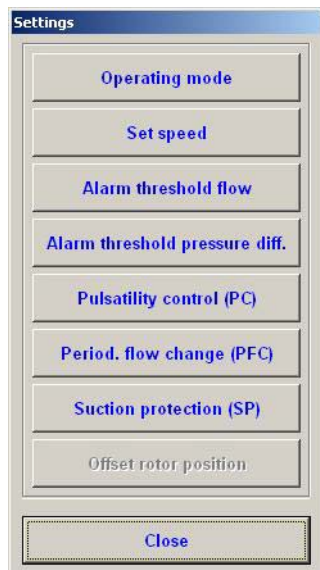 Settings
Operating mode
Set speed
Alarm threshold flow
Alarm threshold pressure diff.
Pulsatility control (PC)
Period. flow change (PFC)
Suction protection (SP)
Offset rotor position
Close